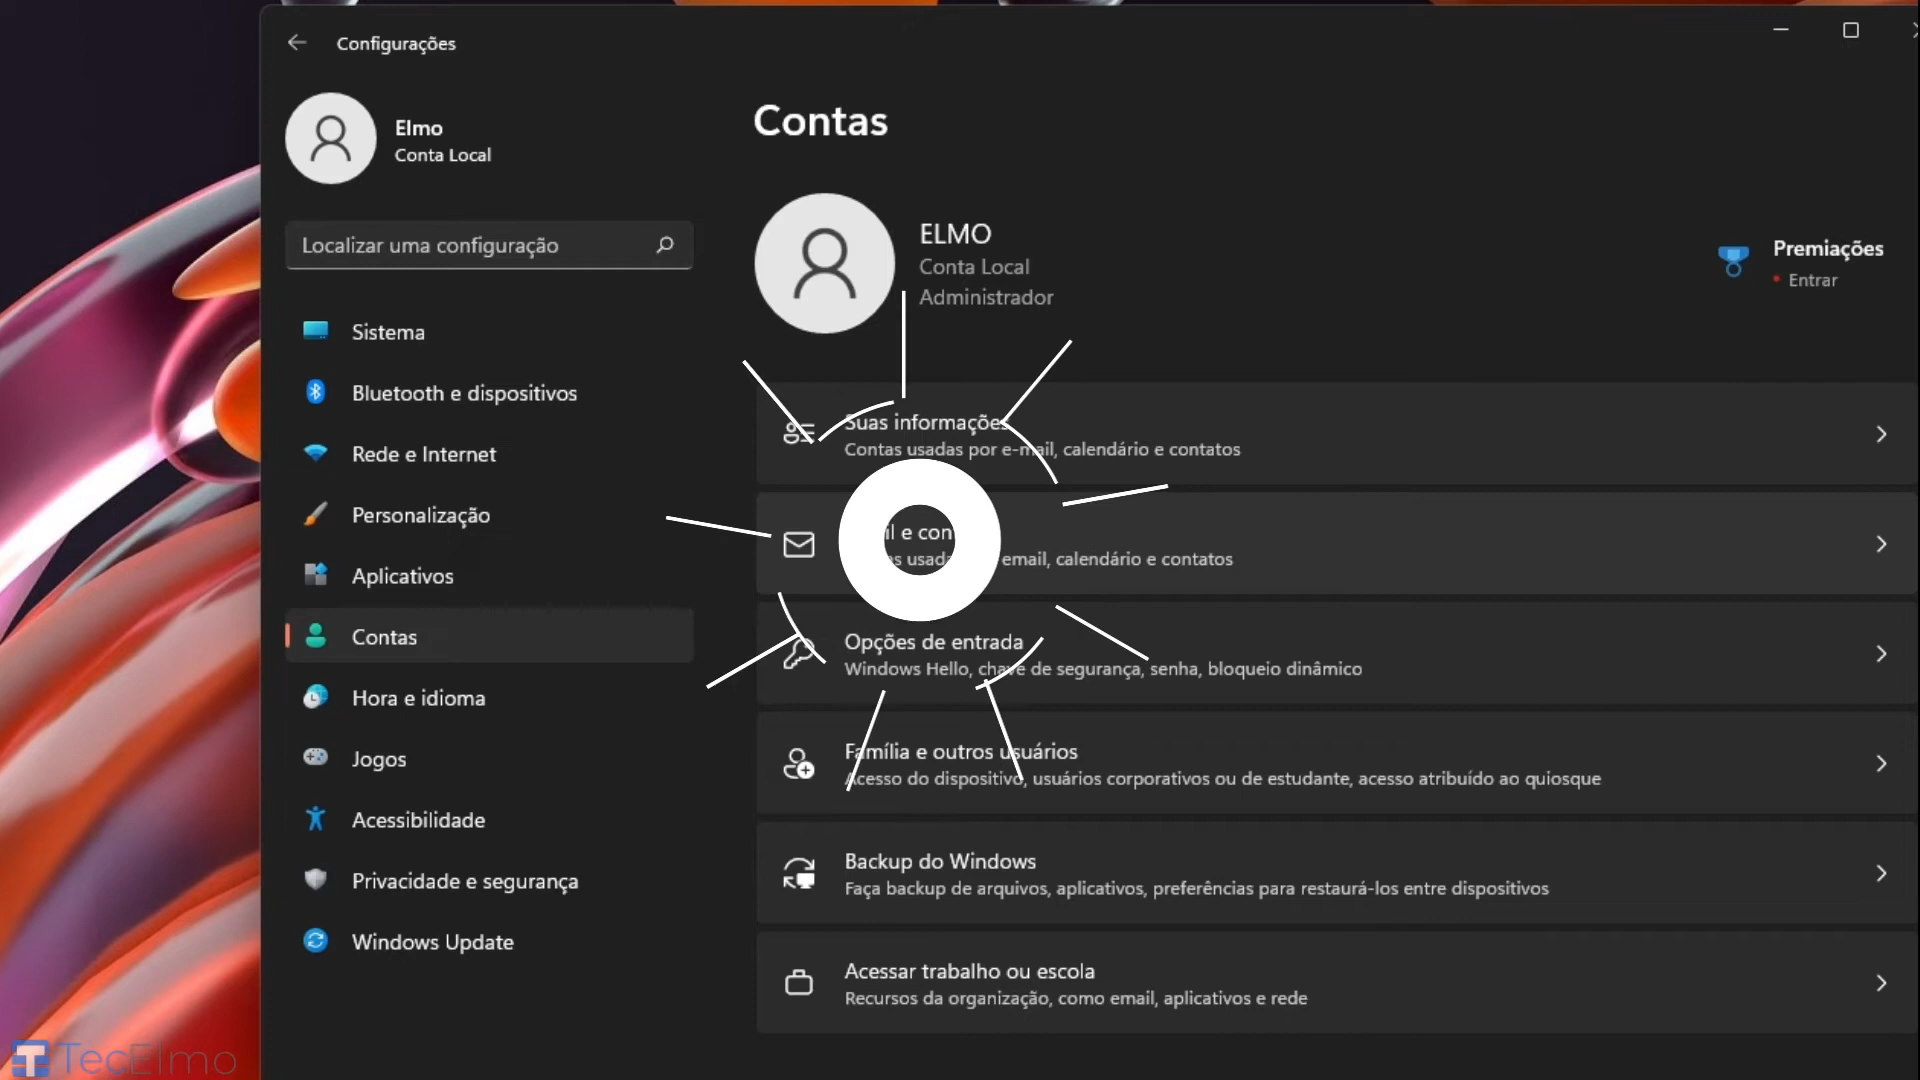 Configurações
Elmo
Conta Local
Localizar uma configuração
Sistema
Bluetooth e dispositivos
Rede e Internet
Personalização
Aplicativos
Contas
Hora e idioma
Jogos
Acessibilidade
Privacidade e segurança
Windows Update
Contas
ELMO
Conta Local
Administrador
Premiações
Entrar
Suas informações
Contas usadas por e-mail, calendário e contatos
e
email, calendário e contatos
Opções de entrada
Windows Hello, chave de segurança, senha, bloqueio dinâmico
Família e outros usuários
Acesso do dispositivo, usuários corporativos ou de estudante, acesso atribuído ao quiosque
Backup do Windows
Faça backup de arquivos, aplicativos, preferências para restaurá-los entre dispositivos
Acessar trabalho ou escola
Recursos da organização, como email, aplicativos e rede
TecElmo